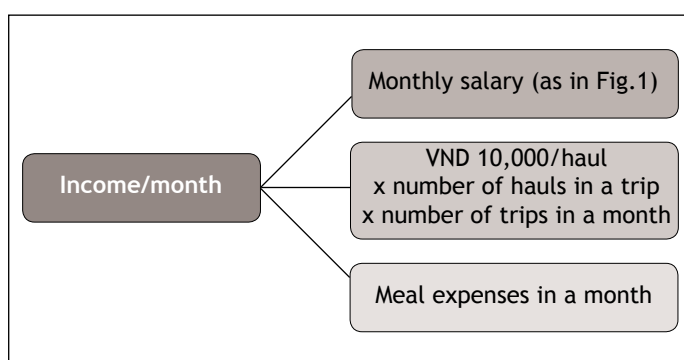 Monthly salary (as in Fig.1)
Income/month
VND 10,000/haul
x number of hauls in a trip
x number of trips in a month
Meal expenses in a month